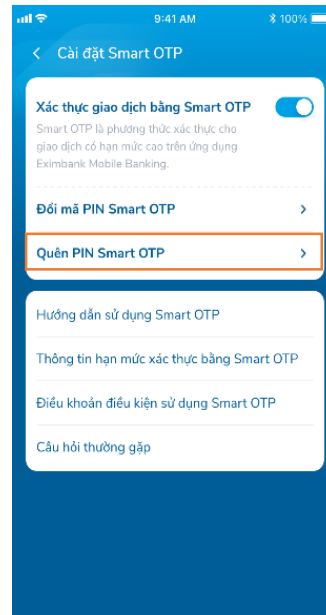 9:41 AM
100%
Cài đặt Smart OTP
Xác thực giao dịch bằng Smart OTP
Smart OTP là phương thức xác thực cho
giao dịch có hạn mức cao trên ứng dụng
Eximbank Mobile Banking.
Đổi mã PIN Smart OTP
Quên PIN Smart OTP
Hướng dẫn sử dụng Smart OTP
Thông tin hạn mức xác thực bằng Smart OTP
Điều khoản điều kiện sử dụng Smart OTP
Câu hỏi thường gặp